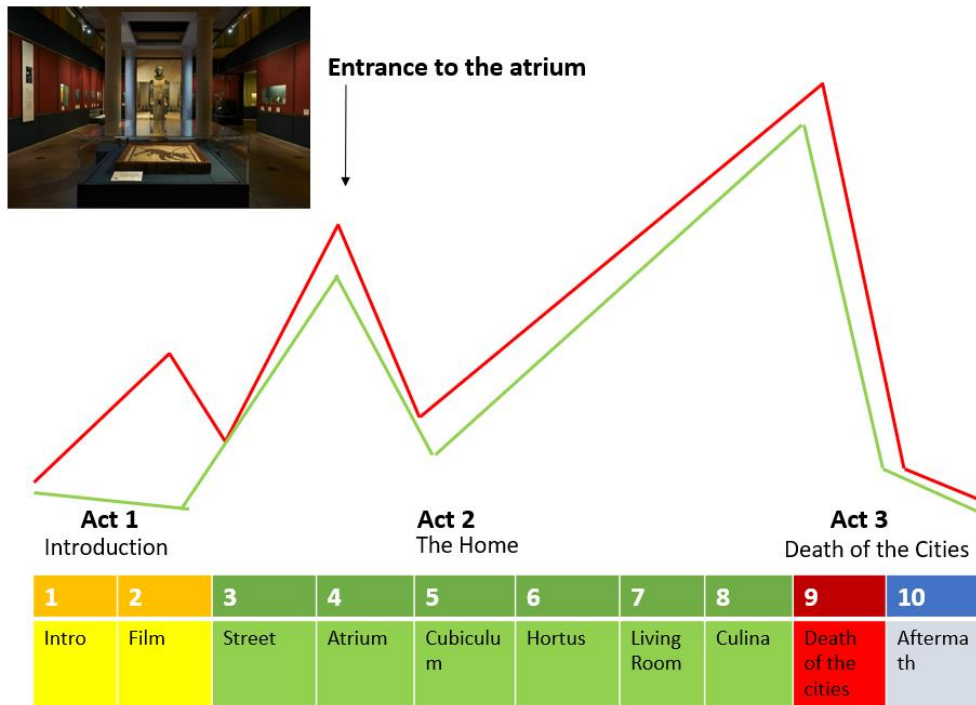 Entrance to the atrium
Act 1
Introduction
Act 2
The Home
Act 3
Death of the Cities
1 2 3 4 5 6 7 8 9 10
Intro Film Street Atrium Cubiculu Hortus Living Culina Death Afterma
m Room of the th
cities